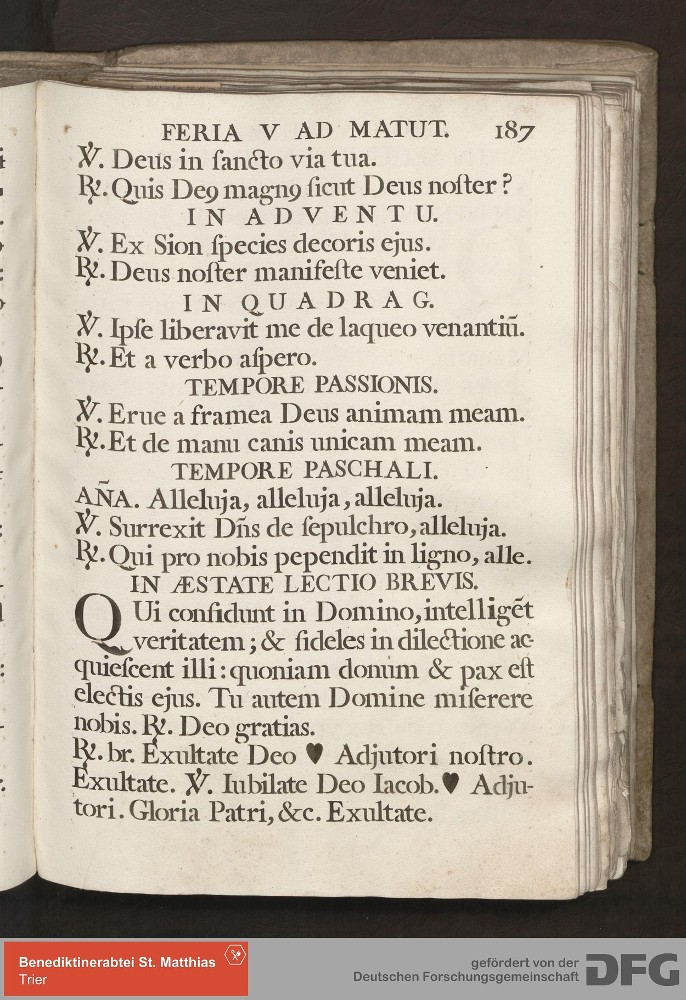 FERIA V AD MATUT. 187
℣. Deus in ſancto via tua.
℟. Quis Deꝰ magnꝰ ſicut Deus noſter?
IN ADVENTU.
℣. Ex Sion ſpecies decoris ejus.
℟. Deus noſter manifeſte veniet.
IN QUADRAG.
℣. Ipſe liberavit me de laqueo venantiū.
℟. Et a verbo aſpero.
TEMPORE PASSIONIS.
℣. Erue á framea Deus animam meam.
℟. Et de manu canis unicam meam.
TEMPORE PASCHALI.
AÑA. Alleluja, alleluja, alleluja.
℣. Surrexit Dñs de ſepulchro, alleluja.
℟. Qui pro nobis pependit in ligno, alle.
IN ÆSTATE LECTIO BREVIS.
QUi confidunt in Domino, intelligēt
veritatem; & fideles in dilectione ac-
quieſcent illi: quoniam donum & pax eſt
electis ejus. Tu autem Domine miſerere
nobis. ℟. Deo gratias.
℟. br. Exultate Deo ♥ Adjutori noſtro.
Exultate. ℣. Iubilate Deo Iacob. ♥ Adju-
tori. Gloria Patri, &c. Exultate.
Benediktinerabtei St. Matthias
Trier
gefördert von der
Deutschen Forschungsgemeinschaft
DFG